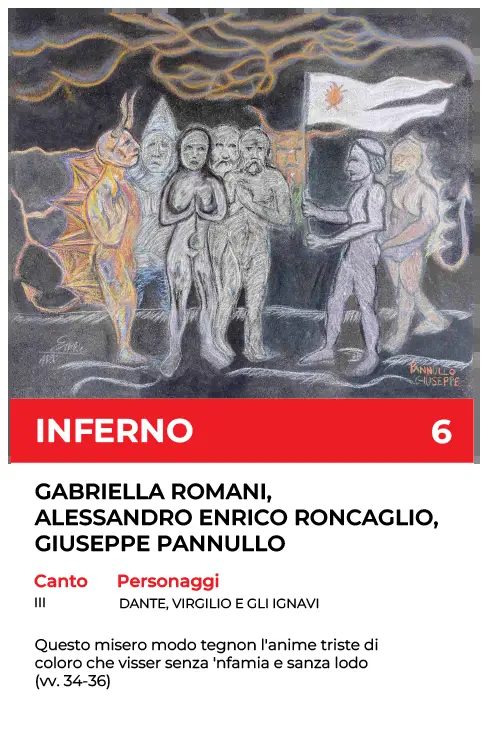 PANNULLO
GIUSEPPE
INFERNO
6
GABRIELLA ROMANI,
ALESSANDRO ENRICO RONCAGLIO,
GIUSEPPE PANNULLO
Canto Personaggi
III DANTE, VIRGILIO E GLI IGNAVI
Questo misero modo tegnon l'anime triste di
coloro che visser senza 'nfamia e sanza lodo
(vv. 34-36)